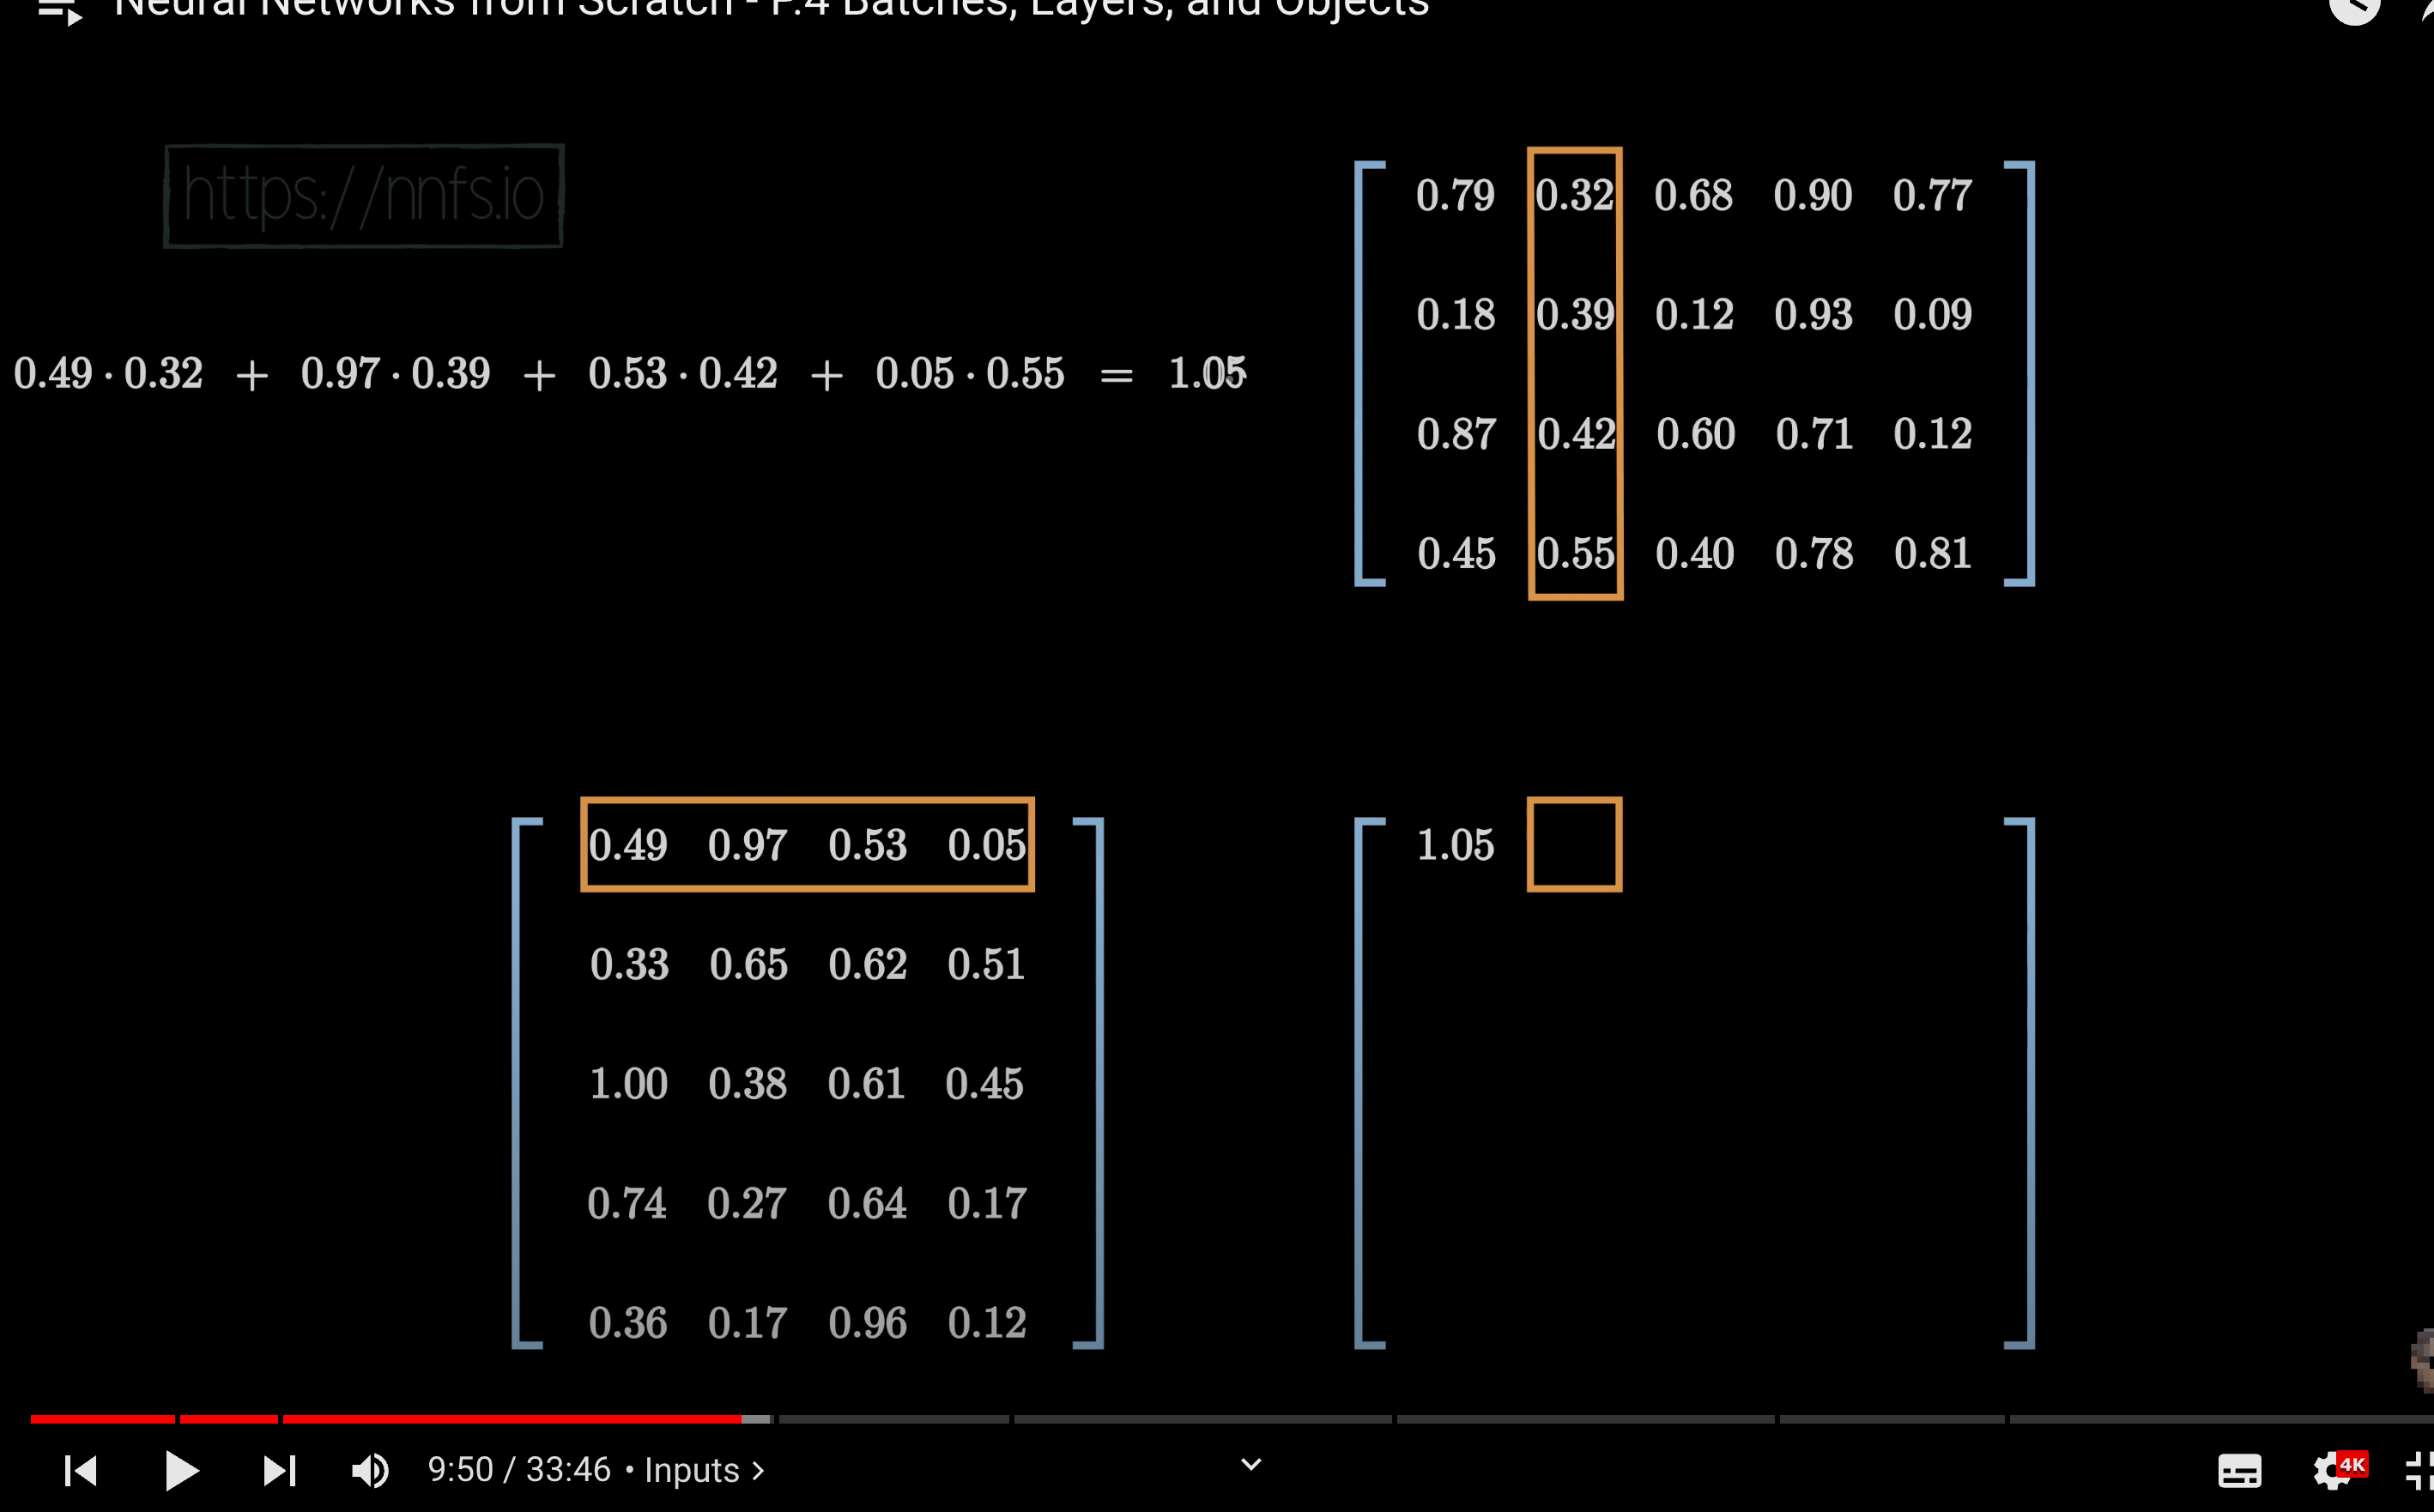 Neural Networks from Scratch - P.4 Batches, Layers, and Objects
https://nnfs.io
0.79 0.32 0.68 0.90 0.77
0.18 0.39 0.12 0.93 0.09
0.49 · 0.32 + 0.97 · 0.39 + 0.53 · 0.42 + 0.05 · 0.55 = 1.05
0.87 0.42 0.60 0.71 0.12
0.45 0.55 0.40 0.78 0.81
0.49 0.97 0.53 0.05
1.05
0.33 0.65 0.62 0.51
1.00 0.38 0.61 0.45
0.74 0.27 0.64 0.17
0.36 0.17 0.96 0.12
9:50 / 33:46 • Inputs >
4K